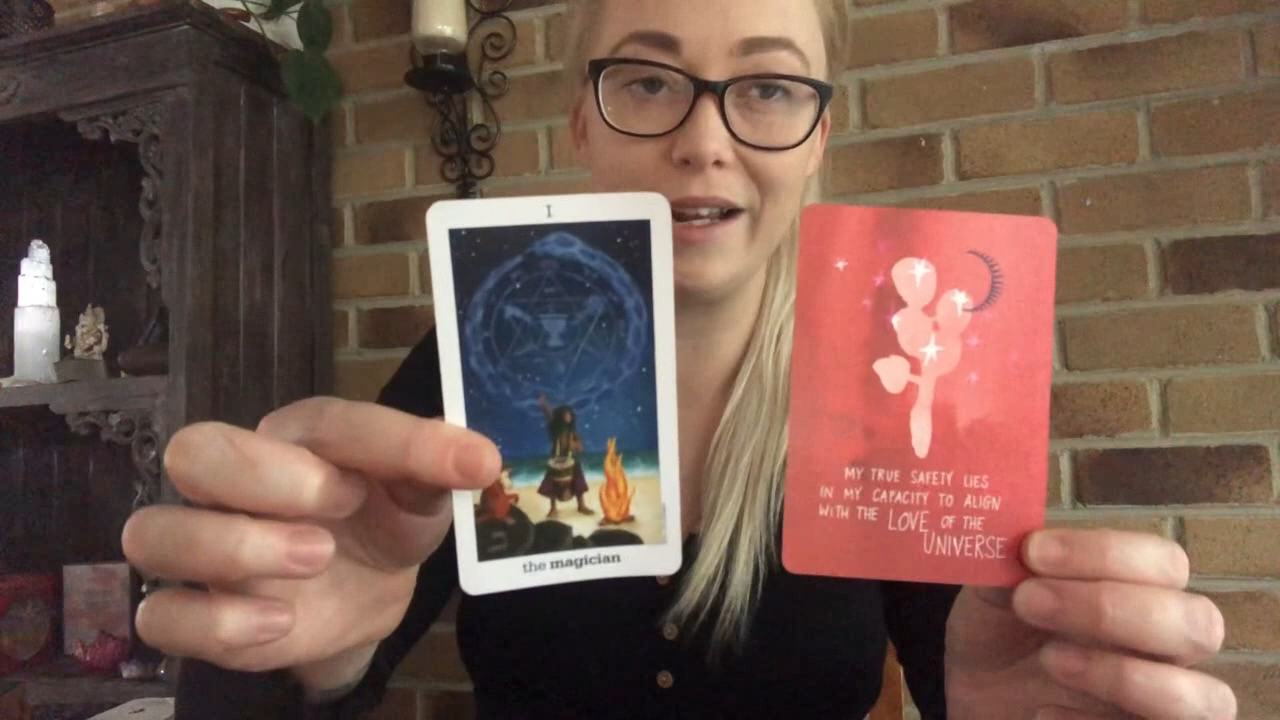 I
the magician
MY TRUE SAFETY LIES
IN MY CAPACITY TO ALIGN
WITH THE LOVE OF THE
UNIVERSE